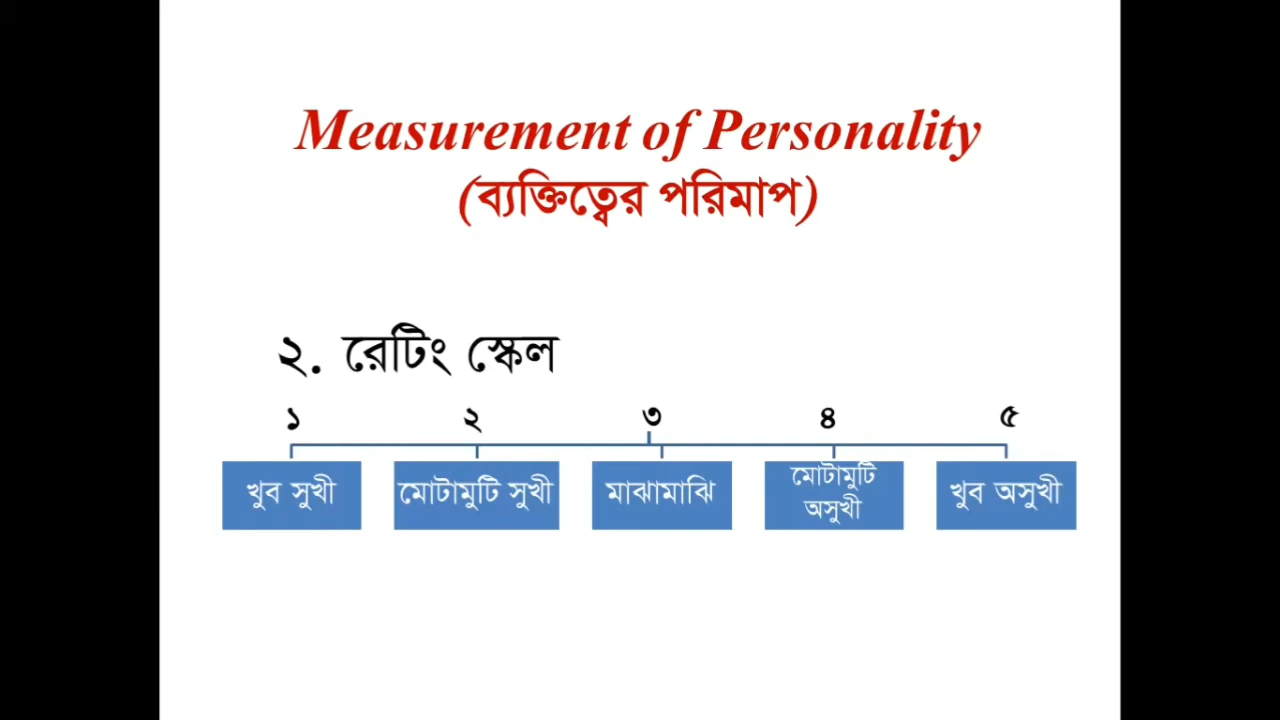 Measurement of Personality
(ব্যক্তিত্বের পরিমাপ)
২. রেটিং স্কেল
১ ২ ৩ ৪ ৫
খুব সুখী মোটামুটি সুখী মাঝামাঝি মোটামুটি অসুখী খুব অসুখী